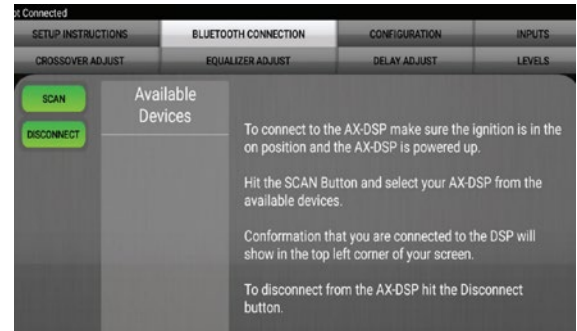 ot Connected
SETUP INSTRUCTIONS BLUETOOTH CONNECTION CONFIGURATION INPUTS
CROSSOVER ADJUST EQUALIZER ADJUST DELAY ADJUST LEVELS
SCAN
DISCONNECT
Available
Devices
To connect to the AX-DSP make sure the ignition is in the
on position and the AX-DSP is powered up.
Hit the SCAN Button and select your AX-DSP from the
available devices.
Conformation that you are connected to the DSP will
show in the top left corner of your screen.
To disconnect from the AX-DSP hit the Disconnect
button.